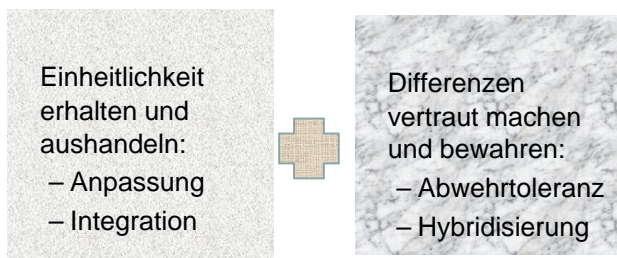 Einheitlichkeit
erhalten und
aushandeln:
– Anpassung
– Integration
Differenzen
vertraut machen
und bewahren:
– Abwehrtoleranz
– Hybridisierung